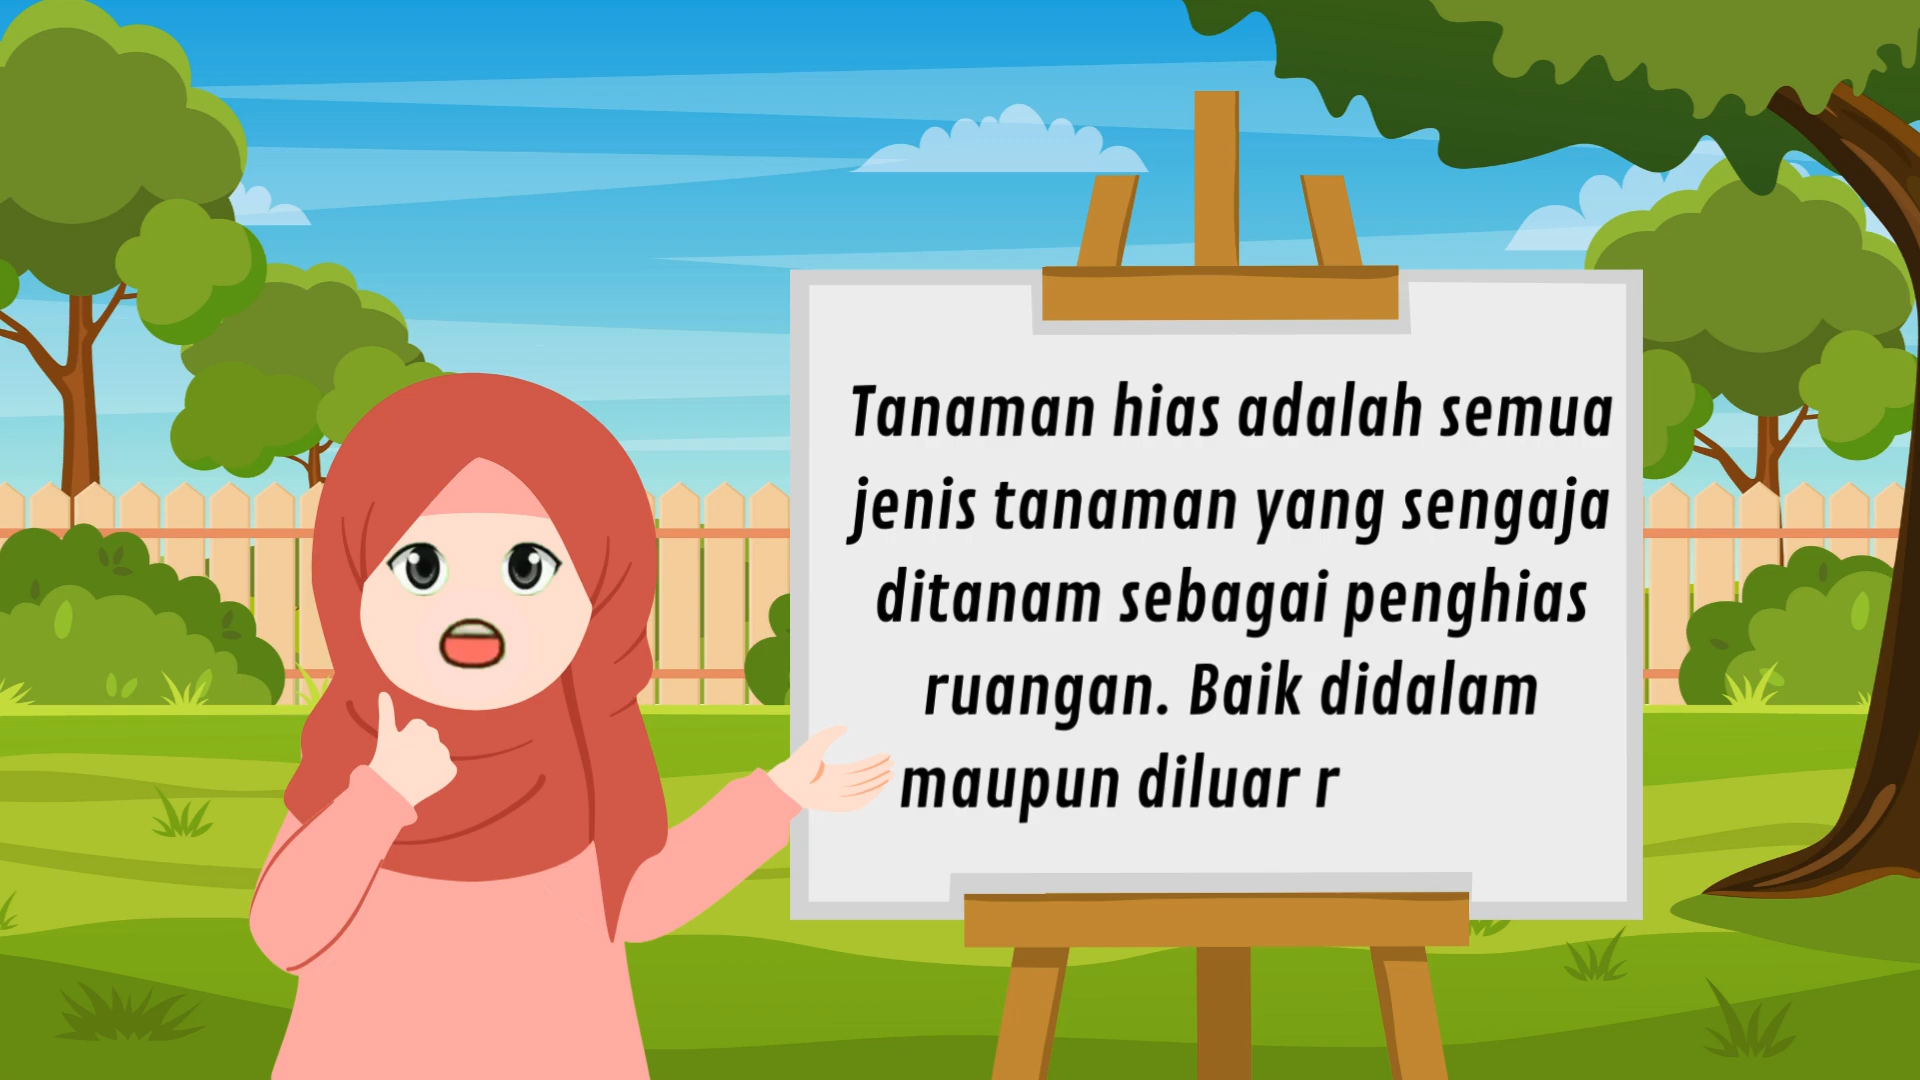 Tanaman hias adalah semua
jenis tanaman yang sengaja
ditanam sebagai penghias
ruangan. Baik didalam
maupun diluar r